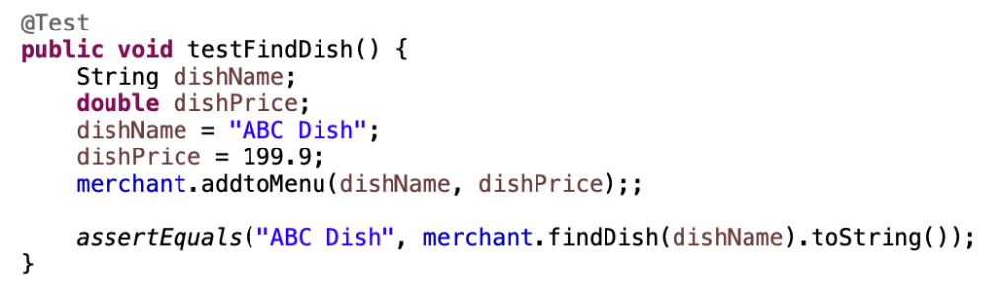 @Test
public void testFindDish() {
    String dishName;
    double dishPrice;
    dishName = "ABC Dish";
    dishPrice = 199.9;
    merchant.addtoMenu(dishName, dishPrice);;

    assertEquals("ABC Dish", merchant.findDish(dishName).toString());
}